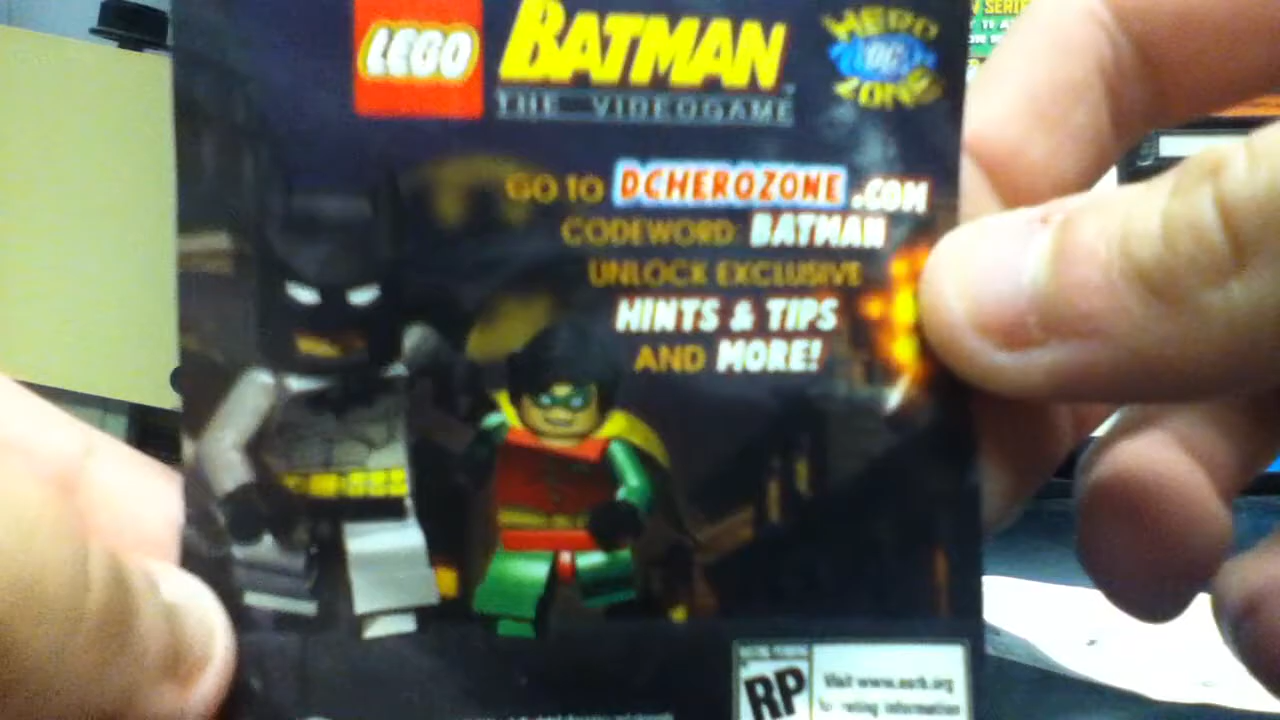 LEGO
BATMAN
THE VIDEOGAME
HERO
DC
ZONE
GO TO DCHEROZONE.COM
CODEWORD: BATMAN
UNLOCK EXCLUSIVE
HINTS & TIPS
AND MORE!
RP
Visit www.esrb.org
for rating information